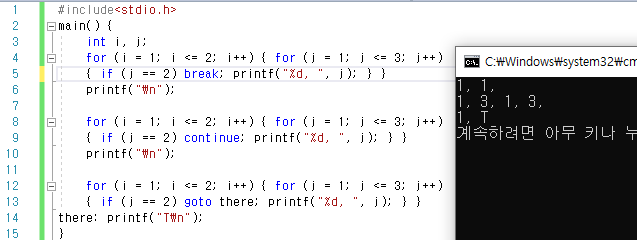 1 #include<stdio.h>
2 main() {
3 int i, j;
4 for (i = 1; i <= 2; i++) { for (j = 1; j <= 3; j++)
5 { if (j == 2) break; printf("%d, ", j); } }
6 printf("₩n");
7
8 for (i = 1; i <= 2; i++) { for (j = 1; j <= 3; j++)
9 { if (j == 2) continue; printf("%d, ", j); } }
10 printf("₩n");
11
12 for (i = 1; i <= 2; i++) { for (j = 1; j <= 3; j++)
13 { if (j == 2) goto there; printf("%d, ", j); } }
14 there: printf("T₩n");
15 }
C:₩Windows₩system32₩cm
1, 1,
1, 3, 1, 3,
1, T
계속하려면 아무 키나 누